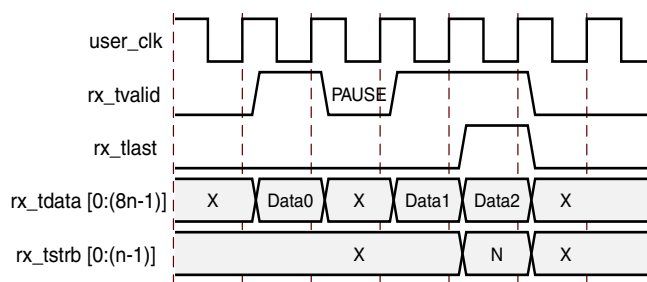 user_clk
rx_tvalid PAUSE
rx_tlast
rx_tdata [0:(8n-1)] X Data0 X Data1 Data2 X
rx_tstrb [0:(n-1)] X N X